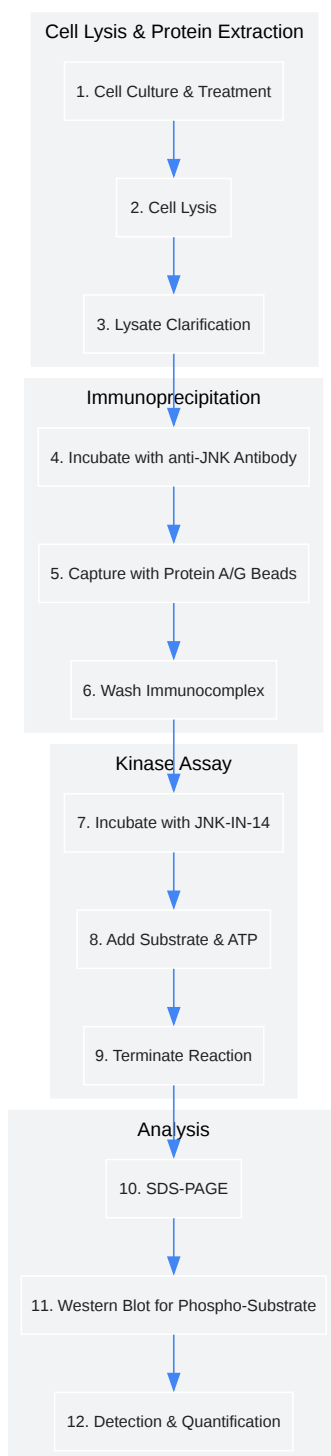 Cell Lysis & Protein Extraction
1. Cell Culture & Treatment
2. Cell Lysis
3. Lysate Clarification
Immunoprecipitation
4. Incubate with anti-JNK Antibody
5. Capture with Protein A/G Beads
6. Wash Immunocomplex
Kinase Assay
7. Incubate with JNK-IN-14
8. Add Substrate & ATP
9. Terminate Reaction
Analysis
10. SDS-PAGE
11. Western Blot for Phospho-Substrate
12. Detection & Quantification